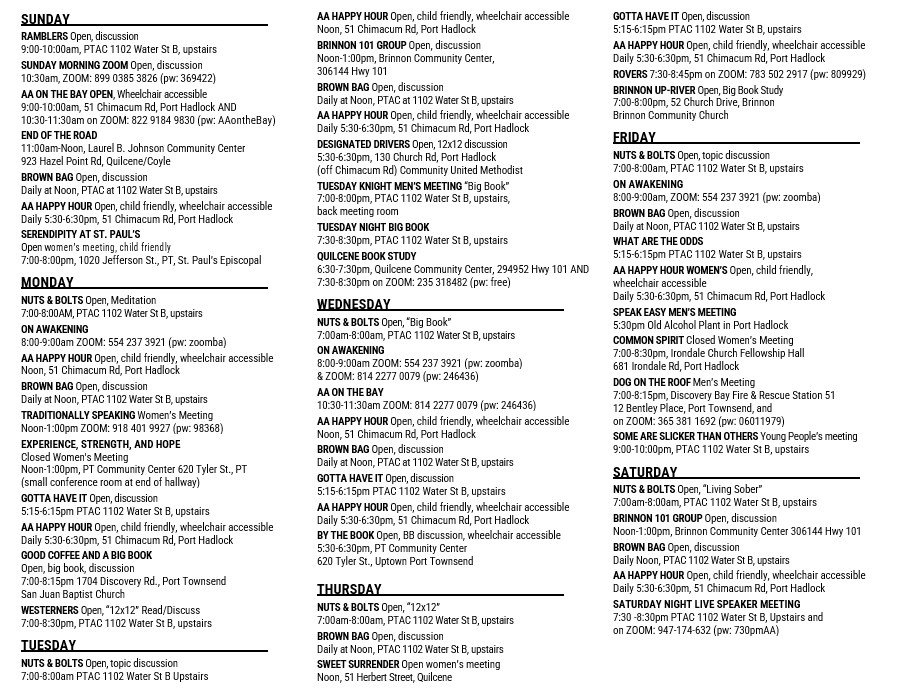 SUNDAY
RAMBLERS Open, discussion
9:00-10:00am, PTAC 1102 Water St B, upstairs
SUNDAY MORNING ZOOM Open, discussion
10:30am, ZOOM: 899 0385 3826 (pw: 369422)
AA ON THE BAY OPEN, Wheelchair accessible
9:00-10:00am, 51 Chimacum Rd, Port Hadlock AND
10:30-11:30am on ZOOM: 822 9184 9830 (pw: AAontheBay)
END OF THE ROAD
11:00am-Noon, Laurel B. Johnson Community Center
923 Hazel Point Rd, Quilcene/Coyle
BROWN BAG Open, discussion
Daily at Noon, PTAC at 1102 Water St B, upstairs
AA HAPPY HOUR Open, child friendly, wheelchair accessible
Daily 5:30-6:30pm, 51 Chimacum Rd, Port Hadlock
SERENDIPITY AT ST. PAUL'S
Open women's meeting, child friendly
7:00-8:00pm, 1020 Jefferson St., PT, St. Paul's Episcopal
MONDAY
NUTS & BOLTS Open, Meditation
7:00-8:00AM, PTAC 1102 Water St B, upstairs
ON AWAKENING
8:00-9:00am ZOOM: 554 237 3921 (pw: zoomba)
AA HAPPY HOUR Open, child friendly, wheelchair accessible
Noon, 51 Chimacum Rd, Port Hadlock
BROWN BAG Open, discussion
Daily at Noon, PTAC at 1102 Water St B, upstairs
TRADITIONALLY SPEAKING Women's Meeting
Noon-1:00pm ZOOM: 918 401 9927 (pw: 98368)
EXPERIENCE, STRENGTH, AND HOPE
Closed Women's Meeting
Noon-1:00pm, PT Community Center 620 Tyler St., PT
(small conference room at end of hallway)
GOTTA HAVE IT Open, discussion
5:15-6:15pm PTAC 1102 Water St B, upstairs
AA HAPPY HOUR Open, child friendly, wheelchair accessible
Daily 5:30-6:30pm, 51 Chimacum Rd, Port Hadlock
GOOD COFFEE AND A BIG BOOK
Open, big book, discussion
7:00-8:15pm 1704 Discovery Rd., Port Townsend
San Juan Baptist Church
WESTERNERS Open, "12x12" Read/Discuss
7:00-8:30pm, PTAC 1102 Water St B, upstairs
TUESDAY
NUTS & BOLTS Open, topic discussion
7:00-8:00am PTAC 1102 Water St B Upstairs
AA HAPPY HOUR Open, child friendly, wheelchair accessible
Noon, 51 Chimacum Rd, Port Hadlock
BRINNON 101 GROUP Open, discussion
Noon-1:00pm, Brinnon Community Center,
306144 Hwy 101
BROWN BAG Open, discussion
Daily at Noon, PTAC at 1102 Water St B, upstairs
AA HAPPY HOUR Open, child friendly, wheelchair accessible
Daily 5:30-6:30pm, 51 Chimacum Rd, Port Hadlock
DESIGNATED DRIVERS Open, 12x12 discussion
5:30-6:30pm, 130 Church Rd, Port Hadlock
(off Chimacum Rd) Community United Methodist
TUESDAY KNIGHT MEN'S MEETING "Big Book"
7:00-8:00pm, PTAC 1102 Water St B, upstairs,
back meeting room
TUESDAY NIGHT BIG BOOK
7:30-8:30pm, PTAC 1102 Water St B, upstairs
QUILCENE BOOK STUDY
6:30-7:30pm, Quilcene Community Center, 294952 Hwy 101 AND
7:30-8:30pm on ZOOM: 235 318482 (pw: free)
WEDNESDAY
NUTS & BOLTS Open, "Big Book"
7:00am-8:00am, PTAC 1102 Water St B, upstairs
ON AWAKENING
8:00-9:00am ZOOM: 554 237 3921 (pw: zoomba)
& ZOOM: 814 2277 0079 (pw: 246436)
AA ON THE BAY
10:30-11:30am ZOOM: 814 2277 0079 (pw: 246436)
AA HAPPY HOUR Open, child friendly, wheelchair accessible
Noon, 51 Chimacum Rd, Port Hadlock
BROWN BAG Open, discussion
Daily at Noon, PTAC at 1102 Water St B, upstairs
GOTTA HAVE IT Open, discussion
5:15-6:15pm PTAC 1102 Water St B, upstairs
AA HAPPY HOUR Open, child friendly, wheelchair accessible
Daily 5:30-6:30pm, 51 Chimacum Rd, Port Hadlock
BY THE BOOK Open, BB discussion, wheelchair accessible
5:30-6:30pm, PT Community Center
620 Tyler St., Uptown Port Townsend
THURSDAY
NUTS & BOLTS Open, "12x12"
7:00am-8:00am, PTAC 1102 Water St B, upstairs
BROWN BAG Open, discussion
Daily at Noon, PTAC at 1102 Water St B, upstairs
SWEET SURRENDER Open women's meeting
Noon, 51 Herbert Street, Quilcene
GOTTA HAVE IT Open, discussion
5:15-6:15pm PTAC 1102 Water St B, upstairs
AA HAPPY HOUR Open, child friendly, wheelchair accessible
Daily 5:30-6:30pm, 51 Chimacum Rd, Port Hadlock
ROVERS 7:30-8:45pm on ZOOM: 783 502 2917 (pw: 809929)
BRINNON UP-RIVER Open, Big Book Study
7:00-8:00pm, 52 Church Drive, Brinnon
Brinnon Community Church
FRIDAY
NUTS & BOLTS Open, topic discussion
7:00-8:00am, PTAC 1102 Water St B, upstairs
ON AWAKENING
8:00-9:00am, ZOOM: 554 237 3921 (pw: zoomba)
BROWN BAG Open, discussion
Daily at Noon, PTAC at 1102 Water St B, upstairs
WHAT ARE THE ODDS
5:15-6:15pm PTAC 1102 Water St B, upstairs
AA HAPPY HOUR WOMEN'S Open, child friendly,
wheelchair accessible
Daily 5:30-6:30pm, 51 Chimacum Rd, Port Hadlock
SPEAK EASY MEN'S MEETING
5:30pm Old Alcohol Plant in Port Hadlock
COMMON SPIRIT Closed Women's Meeting
7:00-8:30pm, Irondale Church Fellowship Hall
681 Irondale Rd, Port Hadlock
DOG ON THE ROOF Men's Meeting
7:00-8:15pm, Discovery Bay Fire & Rescue Station 51
12 Bentley Place, Port Townsend, and
on ZOOM: 365 381 1692 (pw: 06011979)
SOME ARE SLICKER THAN OTHERS Young People's meeting
9:00-10:00pm, PTAC 1102 Water St B, upstairs
SATURDAY
NUTS & BOLTS Open, "Living Sober"
7:00am-8:00am, PTAC 1102 Water St B, upstairs
BRINNON 101 GROUP Open, discussion
Noon-1:00pm, Brinnon Community Center 306144 Hwy 101
BROWN BAG Open, discussion
Daily Noon, PTAC 1102 Water St B, upstairs
AA HAPPY HOUR Open, child friendly, wheelchair accessible
Daily 5:30-6:30pm, 51 Chimacum Rd, Port Hadlock
SATURDAY NIGHT LIVE SPEAKER MEETING
7:30 -8:30pm PTAC 1102 Water St B, Upstairs and
on ZOOM: 947-174-632 (pw: 730pmAA)